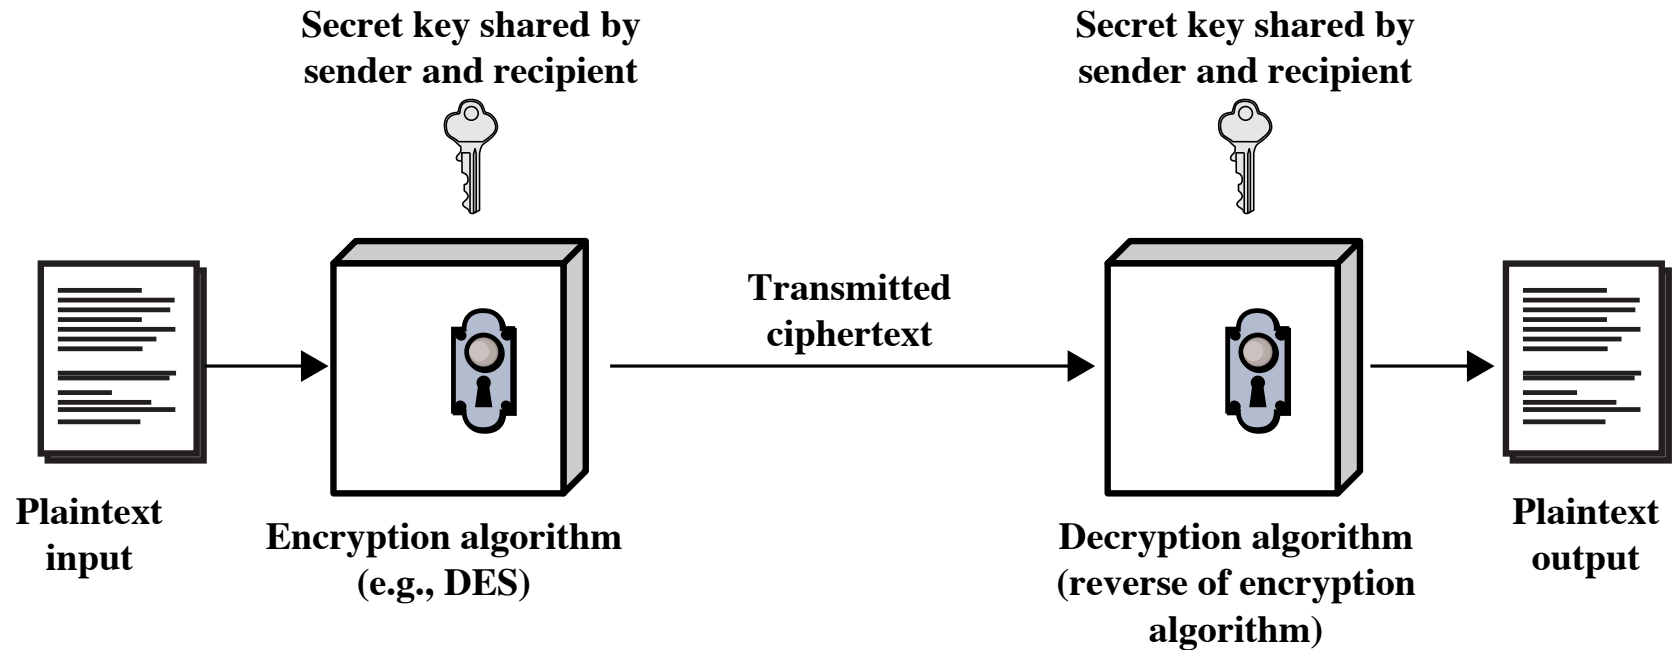 Secret key shared by
sender and recipient
Secret key shared by
sender and recipient
Transmitted
ciphertext
Plaintext
input
Encryption algorithm
(e.g., DES)
Decryption algorithm
(reverse of encryption
algorithm)
Plaintext
output